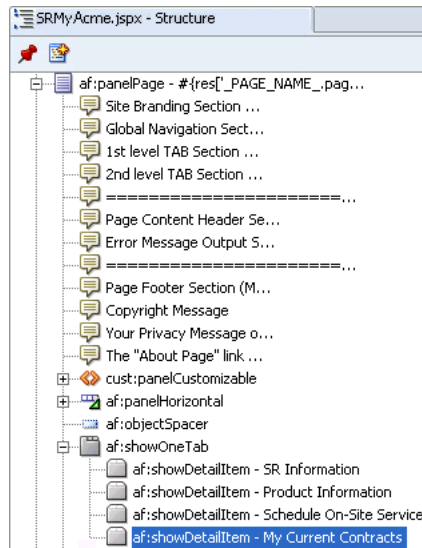 SRMyAcme.jspx - Structure
af:panelPage - #{res['_PAGE_NAME_.pag...
Site Branding Section ...
Global Navigation Sect...
1st level TAB Section ...
2nd level TAB Section ...
======================...
Page Content Header Se...
Error Message Output S...
======================...
Page Footer Section (M...
Copyright Message
Your Privacy Message o...
The "About Page" link ...
cust:panelCustomizable
af:panelHorizontal
af:objectSpacer
af:showOneTab
af:showDetailItem - SR Information
af:showDetailItem - Product Information
af:showDetailItem - Schedule On-Site Service
af:showDetailItem - My Current Contracts